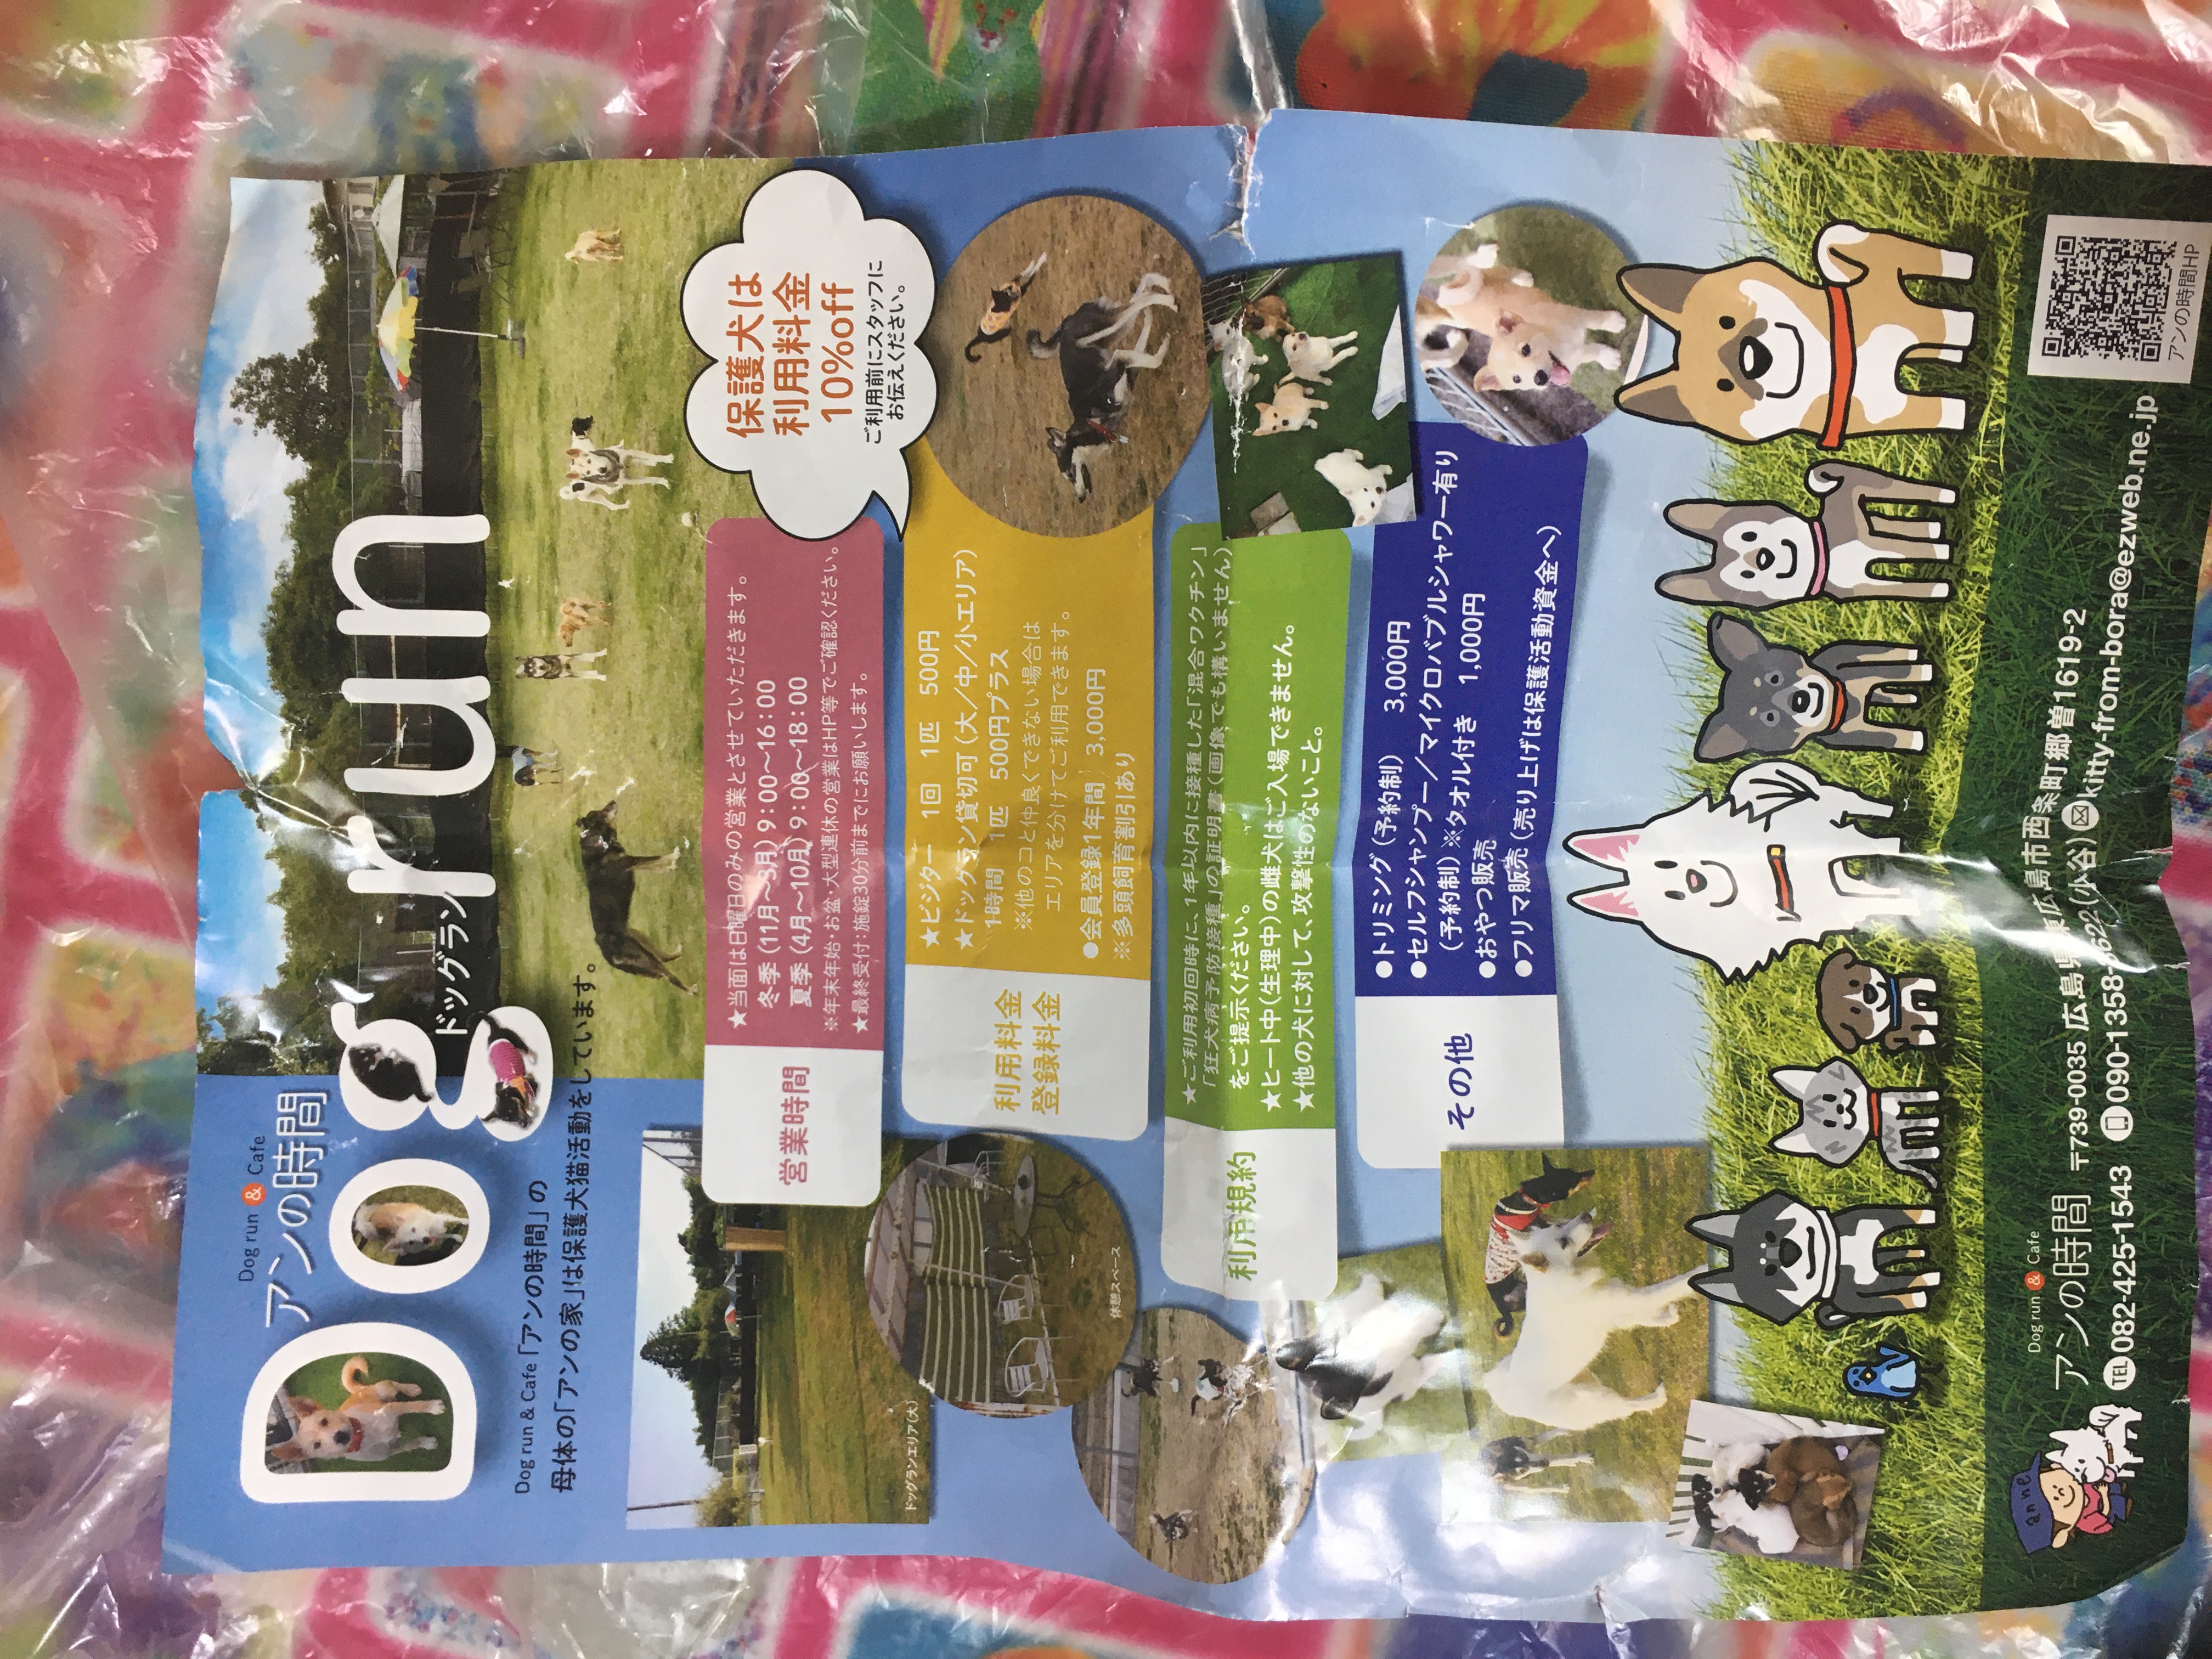 Dog run & Cafe
アンの時間
Dog run
ドッグラン
Dog run & Cafe「アンの時間」の
母体の「アンの家」は保護犬猫活動をしています。
ドッグランエリア(大)
休憩スペース
営業時間
★当面は日曜日のみの営業とさせていただきます。
冬季(11月〜3月)9:00〜16:00
夏季(4月〜10月)9:00〜18:00
※年末年始・お盆・大型連休の営業はHP等でご確認ください。
★最終受付:施錠30分前までにお願いします。
保護犬は
利用料金
10%off
ご利用前にスタッフに
お伝えください。
利用料金
登録料金
★ビジター 1回 1匹 500円
★ドッグラン貸切可(大/中/小エリア)
1時間 1匹 500円プラス
※他のコと仲良くできない場合は
エリアを分けてご利用できます。
●会員登録1年間 3,000円
※多頭飼育割引あり
利用規約
★ご利用初回時に、1年以内に接種した「混合ワクチン」
「狂犬病予防接種」の証明書(画像でも構いません)
をご提示ください。
★ヒート中(生理中)の雌犬はご入場できません。
★他の犬に対して、攻撃性のないこと。
その他
●トリミング(予約制) 3,000円
●セルフシャンプー/マイクロバブルシャワー有り
(予約制)※タオル付き 1,000円
●おやつ販売
●フリマ販売(売り上げは保護活動資金へ)
anne
Dog run & Cafe
アンの時間
〒739-0035 広島県東広島市西条町郷曽1619-2
TEL 082-425-1543 090-1358-3622(小谷) kitty-from-bora@ezweb.ne.jp
アンの時間HP